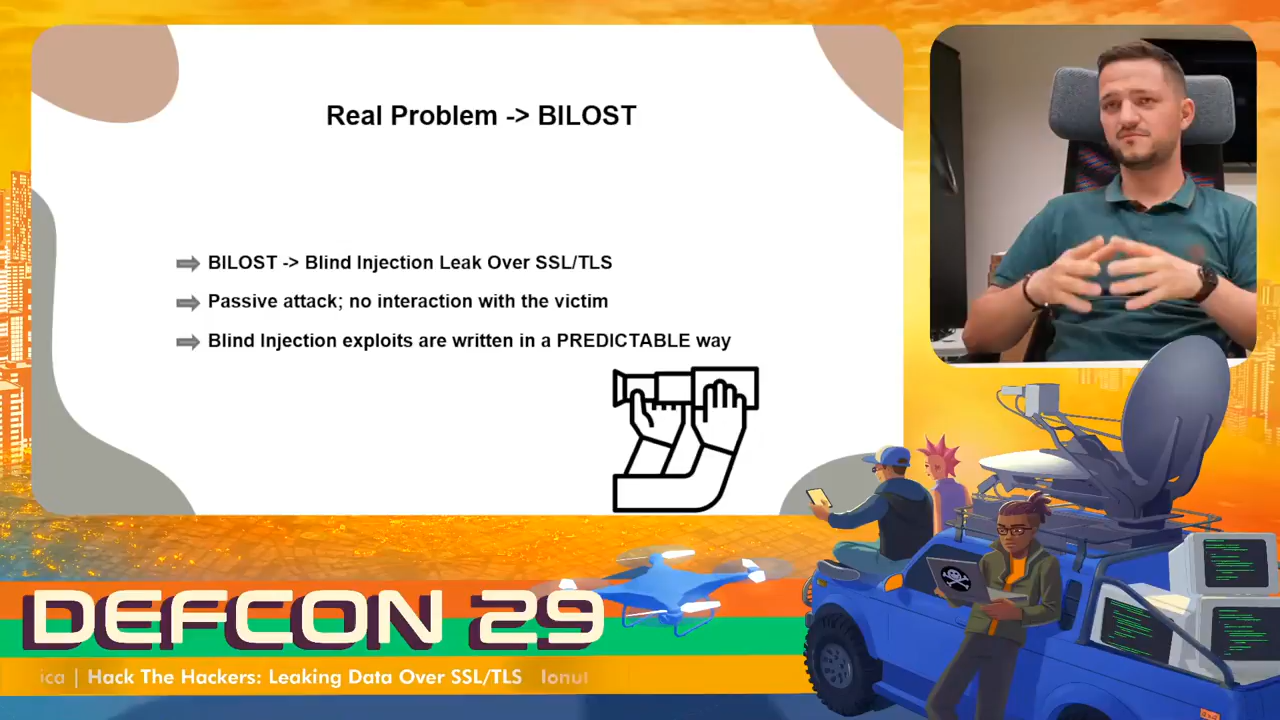 Real Problem -> BILOST
BILOST -> Blind Injection Leak Over SSL/TLS
Passive attack; no interaction with the victim
Blind Injection exploits are written in a PREDICTABLE way
DEFCON 29
ica | Hack The Hackers: Leaking Data Over SSL/TLS Ionut